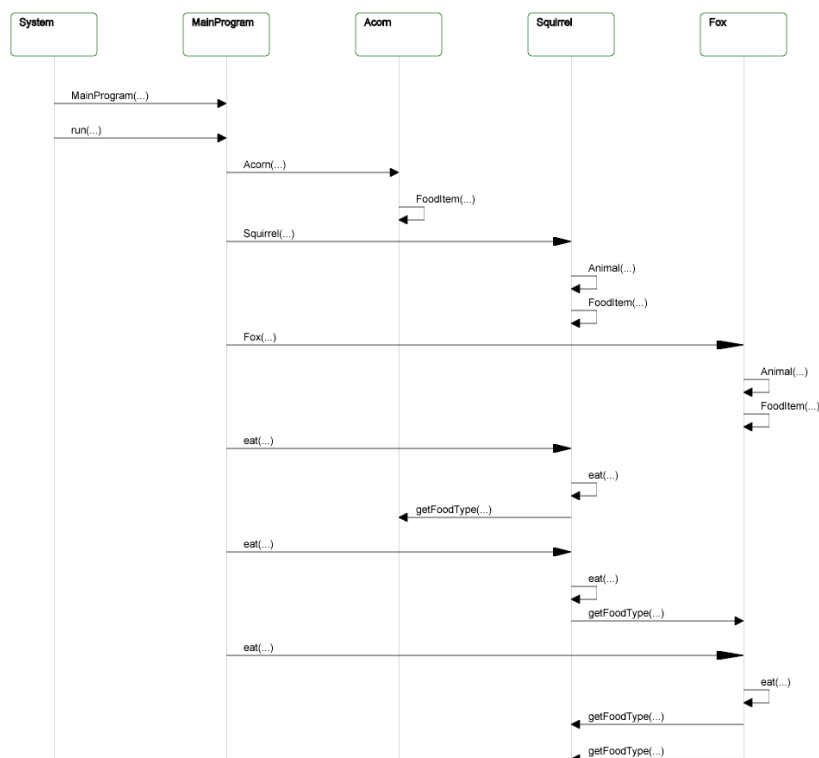 System
MainProgram
Acorn
Squirrel
Fox
MainProgram(...)
run(...)
Acorn(...)
FoodItem(...)
Squirrel(...)
Animal(...)
FoodItem(...)
Fox(...)
Animal(...)
FoodItem(...)
eat(...)
eat(...)
getFoodType(...)
eat(...)
eat(...)
getFoodType(...)
eat(...)
eat(...)
getFoodType(...)
getFoodType(...)